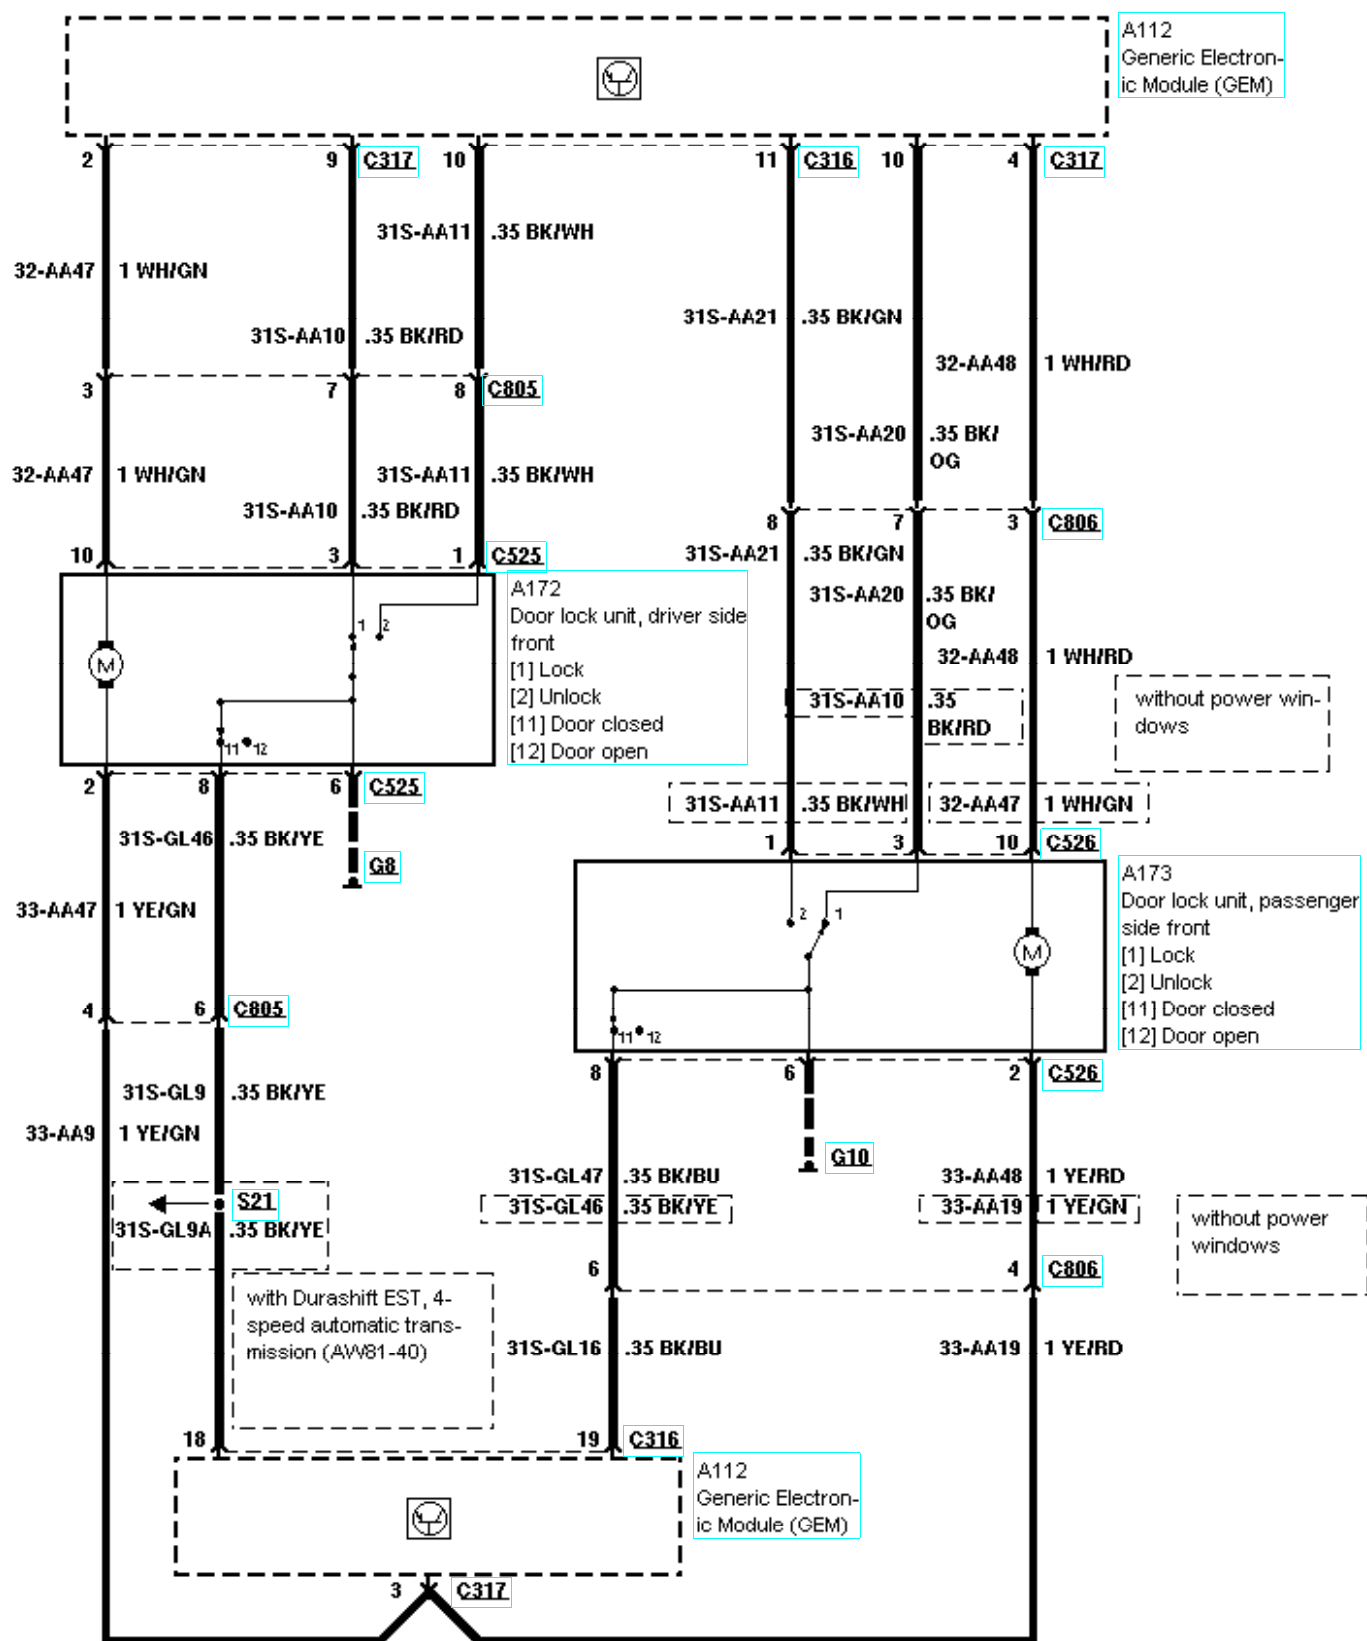 A112
Generic Electron-
ic Module (GEM)
2 9 C317 10 11 C316 10 4 C317
31S-AA11 .35 BK/WH
32-AA47 1 WH/GN
31S-AA21 .35 BK/GN
31S-AA10 .35 BK/RD
32-AA48 1 WH/RD
3 7 8 C805
31S-AA20 .35 BK/
OG
32-AA47 1 WH/GN 31S-AA11 .35 BK/WH
31S-AA10 .35 BK/RD
8 7 3 C806
10 3 1 C525
31S-AA21 .35 BK/GN
A172
Door lock unit, driver side
front
[1] Lock
[2] Unlock
[11] Door closed
[12] Door open
31S-AA20 .35 BK/
OG
1 2
M
32-AA48 1 WH/RD
31S-AA10 .35
BK/RD
without power win-
dows
11 12
2 8 6 C525
31S-AA11 .35 BK/WH 32-AA47 1 WH/GN
31S-GL46 .35 BK/YE
1 3 10 C526
G8
A173
Door lock unit, passenger
side front
[1] Lock
[2] Unlock
[11] Door closed
[12] Door open
33-AA47 1 YE/GN
2 1
M
4 6 C805
11 12
8 6 2 C526
31S-GL9 .35 BK/YE
33-AA9 1 YE/GN
G10
31S-GL47 .35 BK/BU 33-AA48 1 YE/RD
S21
31S-GL46 .35 BK/YE 33-AA19 1 YE/GN
without power
windows
31S-GL9A .35 BK/YE
6 4 C806
with Durashift EST, 4-
speed automatic trans-
mission (AW81-40)
31S-GL16 .35 BK/BU 33-AA19 1 YE/RD
18 19 C316
A112
Generic Electron-
ic Module (GEM)
3 C317